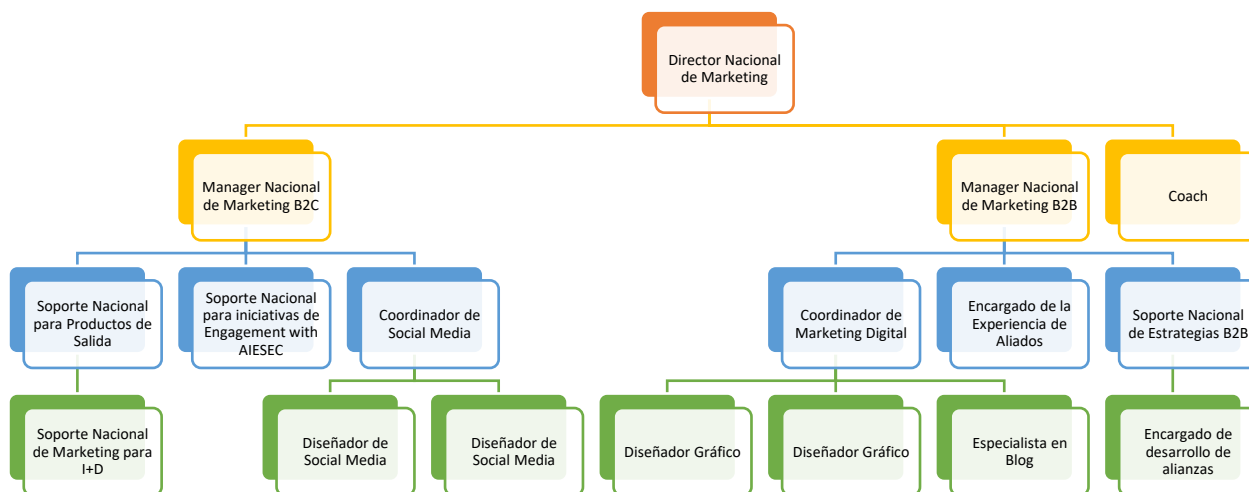 Director Nacional
de Marketing
Manager Nacional
de Marketing B2C
Manager Nacional
de Marketing B2B
Coach
Soporte Nacional
para Productos de
Salida
Soporte Nacional
para iniciativas de
Engagement with
AIESEC
Coordinador de
Social Media
Coordinador de
Marketing Digital
Encargado de la
Experiencia de
Aliados
Soporte Nacional
de Estrategias B2B
Soporte Nacional
de Marketing para
I+D
Diseñador de
Social Media
Diseñador de
Social Media
Diseñador Gráfico
Diseñador Gráfico
Especialista en
Blog
Encargado de
desarrollo de
alianzas